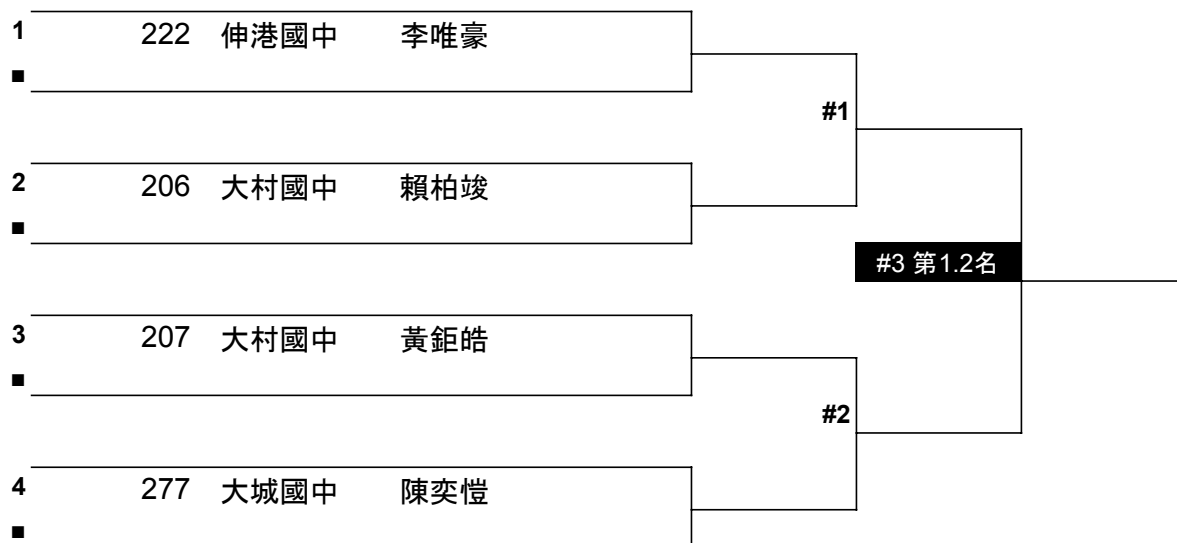 1 222 伸港國中 李唯豪
■
#1
2 206 大村國中 賴柏竣
■
#3 第1.2名
3 207 大村國中 黃鉅皓
■
#2
4 277 大城國中 陳奕愷
■